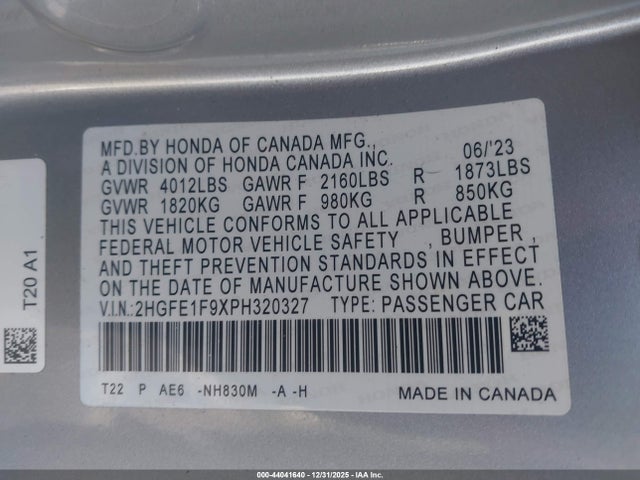 MFD.BY HONDA OF CANADA MFG., 06/'23
A DIVISION OF HONDA CANADA INC.
GVWR 4012LBS GAWR F 2160LBS R 1873LBS
GVWR 1820KG GAWR F 980KG R 850KG
THIS VEHICLE CONFORMS TO ALL APPLICABLE
FEDERAL MOTOR VEHICLE SAFETY , BUMPER ,
AND THEFT PREVENTION STANDARDS IN EFFECT
ON THE DATE OF MANUFACTURE SHOWN ABOVE.
V.I.N.:2HGFE1F9XPH320327 TYPE: PASSENGER CAR
T22 P AE6 -NH830M -A -H MADE IN CANADA
T20 A1
000-44041640 - 12/31/2025 - IAA Inc.